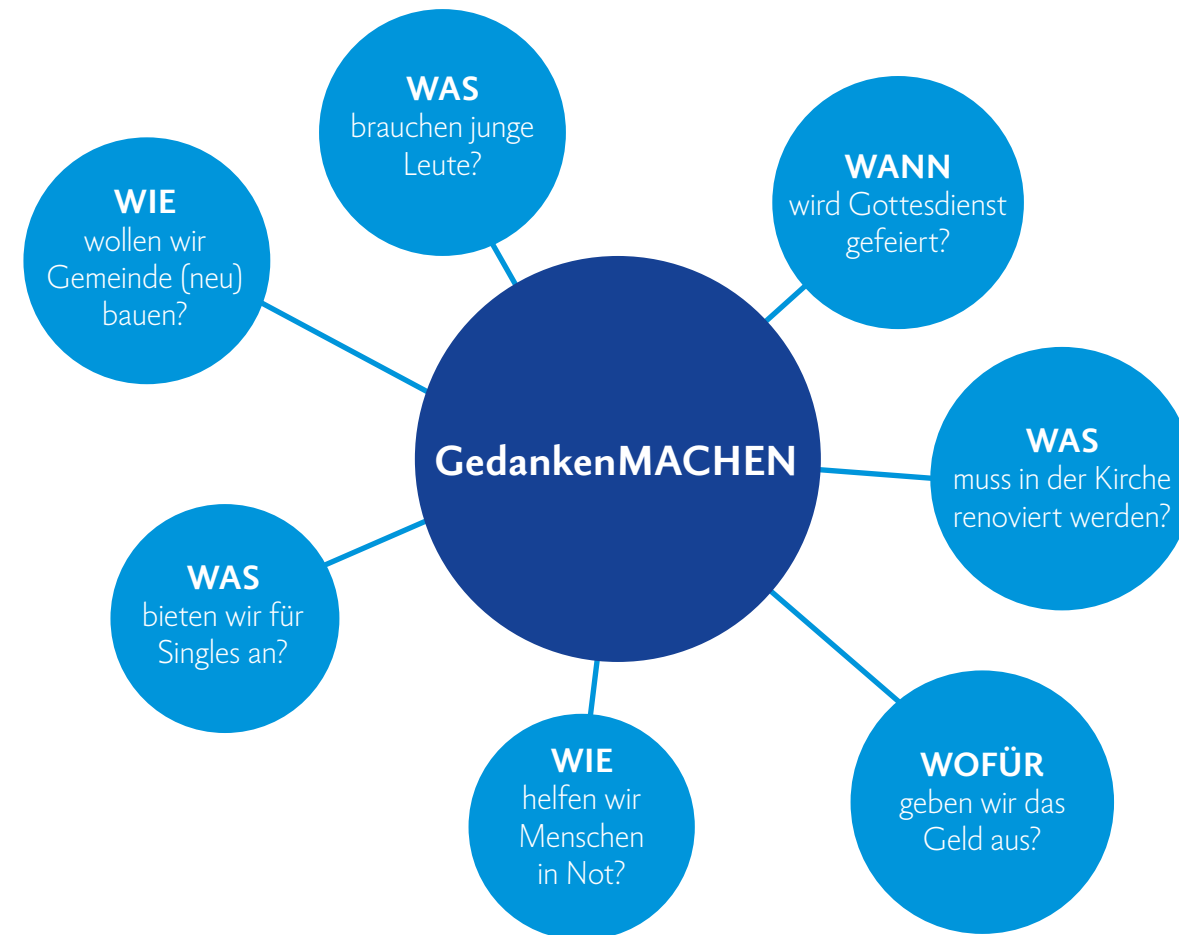 WAS
brauchen junge
Leute?
WANN
wird Gottesdienst
gefeiert?
WIE
wollen wir
Gemeinde (neu)
bauen?
GedankenMACHEN
WAS
muss in der Kirche
renoviert werden?
WAS
bieten wir für
Singles an?
WIE
helfen wir
Menschen
in Not?
WOFÜR
geben wir das
Geld aus?